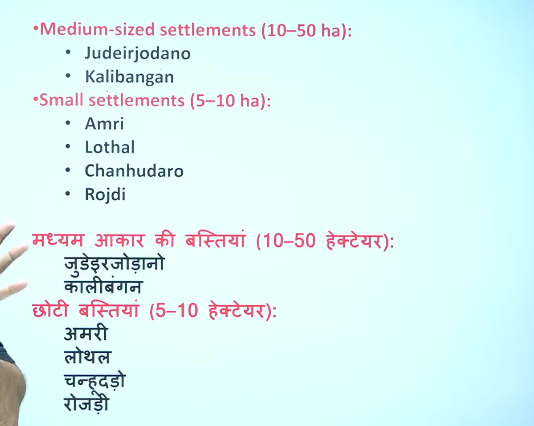 •Medium-sized settlements (10–50 ha):
• Judeirjodano
• Kalibangan
•Small settlements (5–10 ha):
• Amri
• Lothal
• Chanhudaro
• Rojdi
मध्यम आकार की बस्तियां (10–50 हेक्टेयर):
जुडेइरजोड़ानो
कालीबंगन
छोटी बस्तियां (5–10 हेक्टेयर):
अमरी
लोथल
चन्हूदड़ो
रोजड़ी